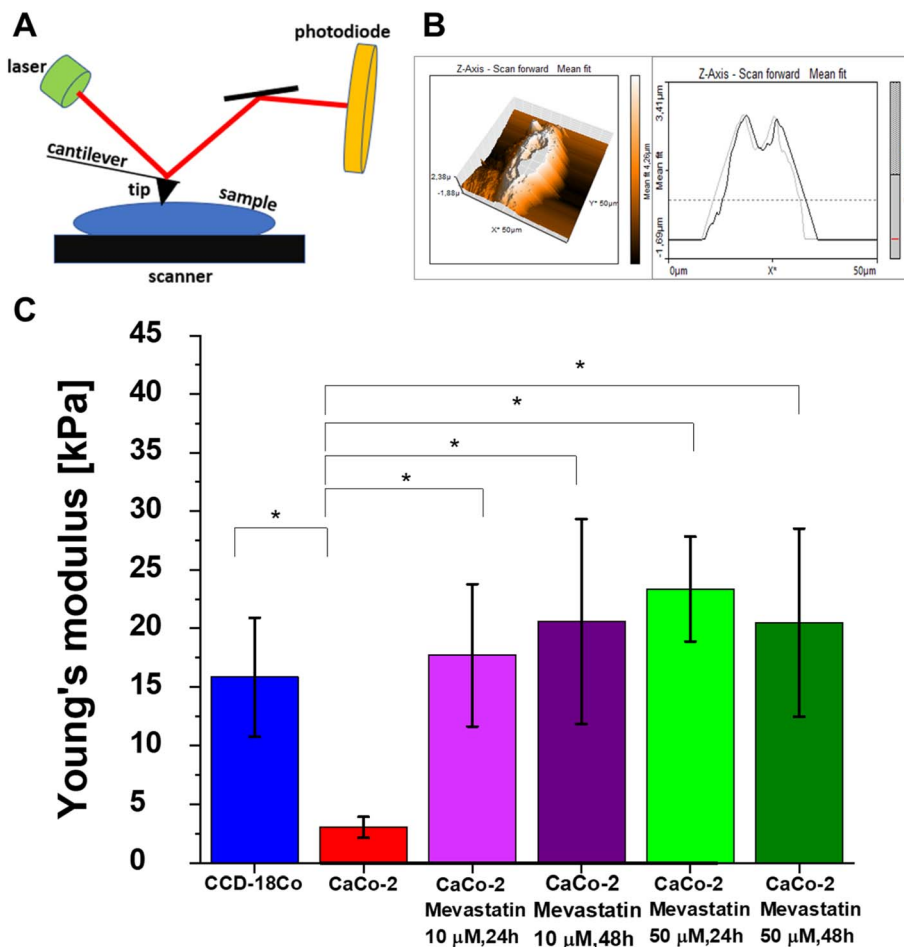 A
laser
photodiode
cantilever
tip
sample
scanner
B
Z-Axis - Scan forward Mean fit
2,38µ
-1,88µ
X* 50µm
Y* 50µm
Mean fit 4,26µm
Z-Axis - Scan forward Mean fit
3,41µm
Mean fit
-1,69µm
0µm
X*
50µm
C
Young's modulus [kPa]
45
40
35
30
25
20
15
10
5
0
*
*
*
*
*
CCD-18Co
CaCo-2
CaCo-2
Mevastatin
10 µM,24h
CaCo-2
Mevastatin
10 µM,48h
CaCo-2
Mevastatin
50 µM,24h
CaCo-2
Mevastatin
50 µM,48h